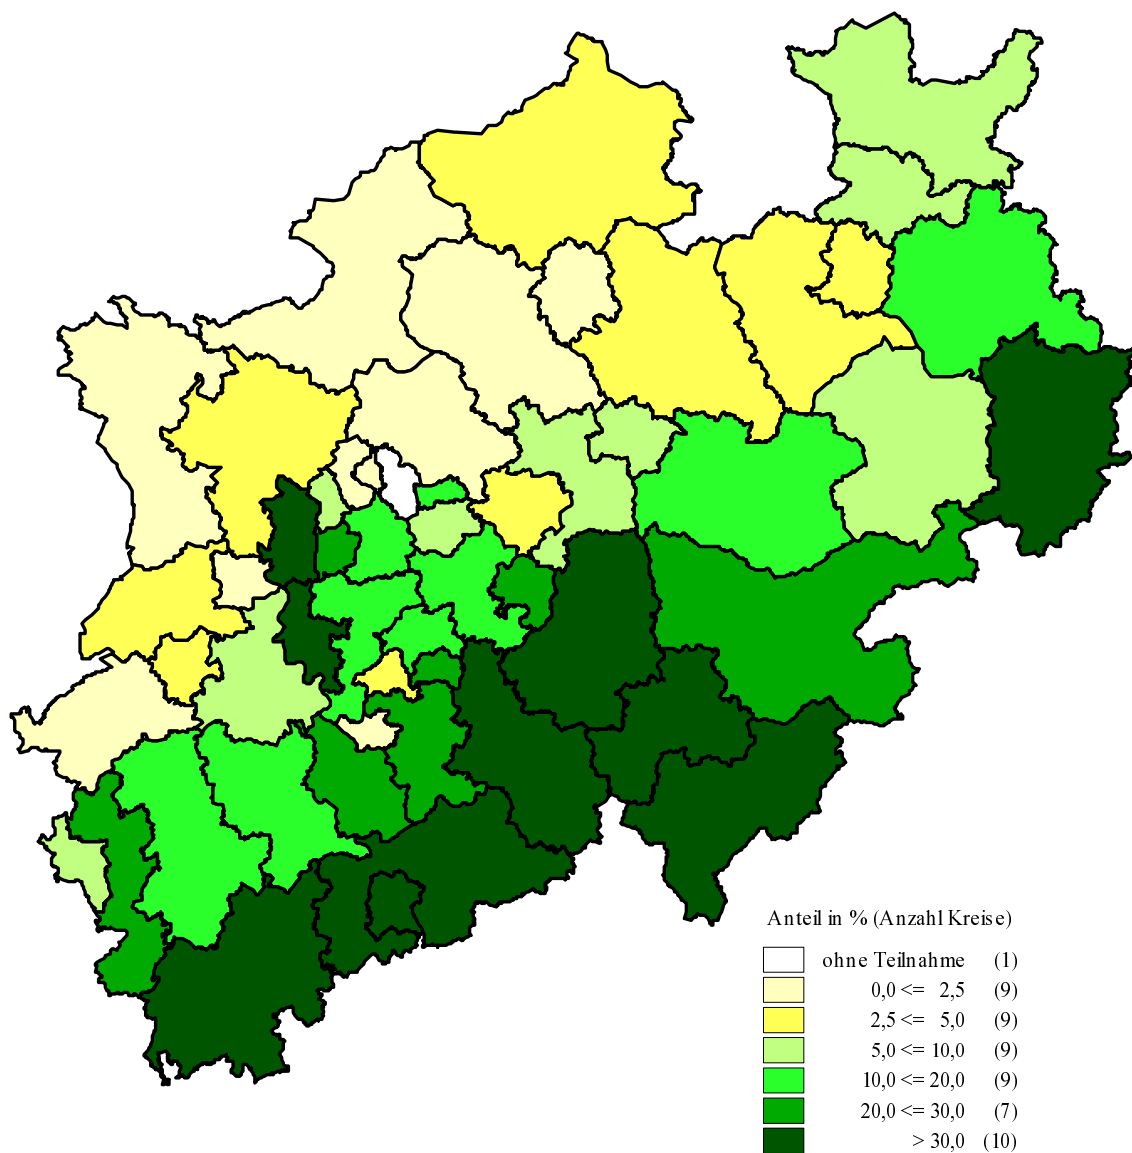 Anteil in % (Anzahl Kreise)
ohne Teilnahme (1)
0,0 <= 2,5 (9)
2,5 <= 5,0 (9)
5,0 <= 10,0 (9)
10,0 <= 20,0 (9)
20,0 <= 30,0 (7)
> 30,0 (10)